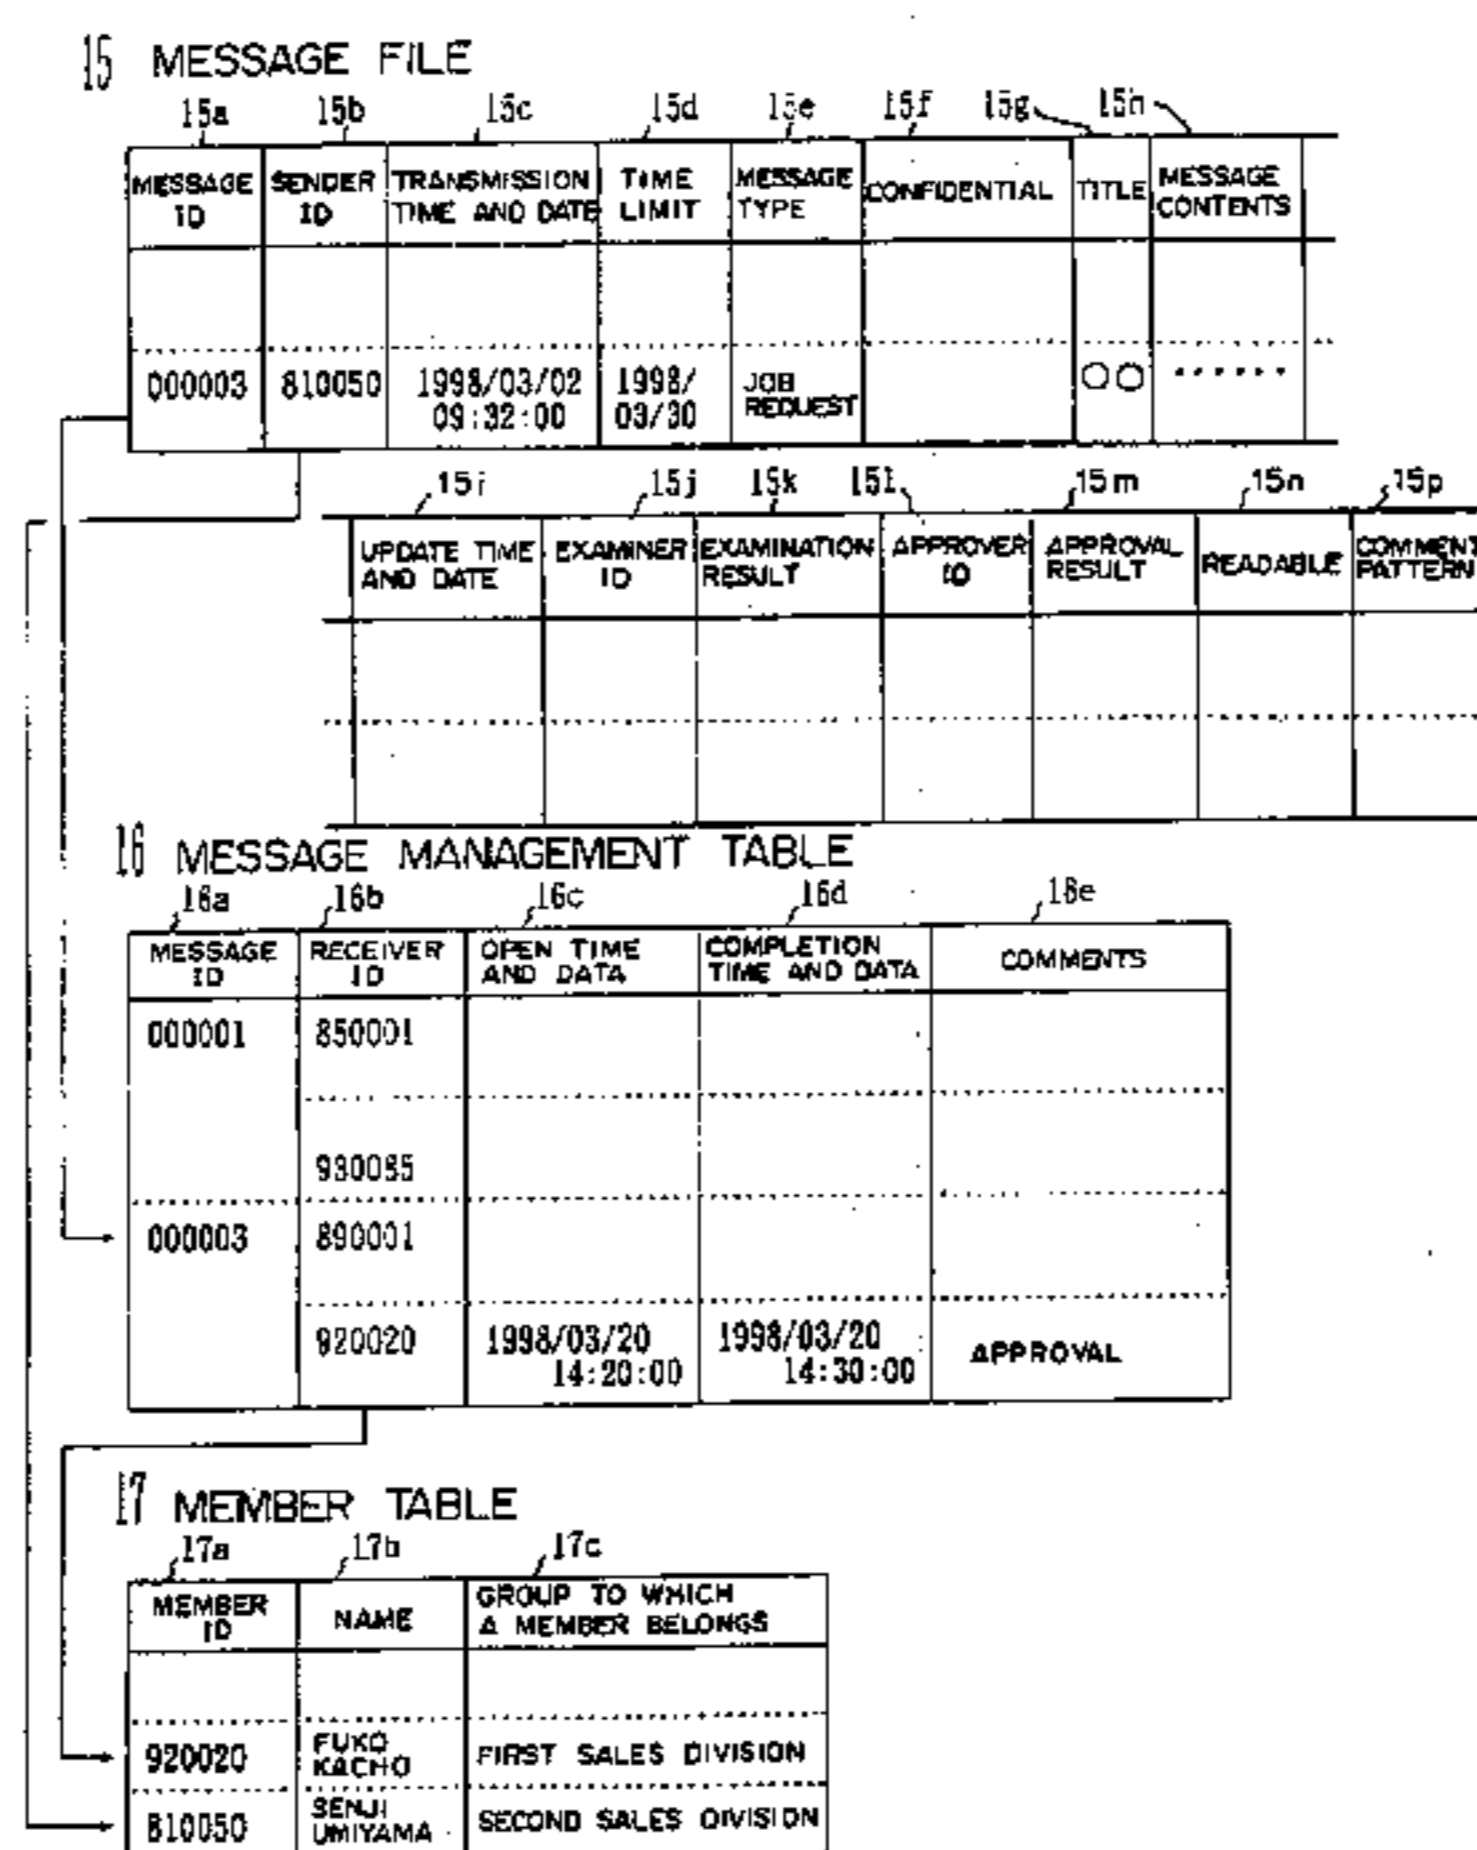 15 MESSAGE FILE
15a 15b 15c 15d 15e 15f 15g 15h
MESSAGE ID SENDER ID TRANSMISSION TIME AND DATE TIME LIMIT MESSAGE TYPE CONFIDENTIAL TITLE MESSAGE CONTENTS
000003 810050 1998/03/02 09:32:00 1998/03/30 JOB REQUEST ○○ ......
15i 15j 15k 15l 15m 15n 15p
UPDATE TIME AND DATE EXAMINER ID EXAMINATION RESULT APPROVER ID APPROVAL RESULT READABLE COMMENT PATTERN
16 MESSAGE MANAGEMENT TABLE
16a 16b 16c 16d 16e
MESSAGE ID RECEIVER ID OPEN TIME AND DATA COMPLETION TIME AND DATA COMMENTS
000001 850001
930085
000003 890001
920020 1998/03/20 14:20:00 1998/03/20 14:30:00 APPROVAL
17 MEMBER TABLE
17a 17b 17c
MEMBER ID NAME GROUP TO WHICH A MEMBER BELONGS
920020 FUKO KACHO FIRST SALES DIVISION
810050 SENJI UMIYAMA SECOND SALES DIVISION